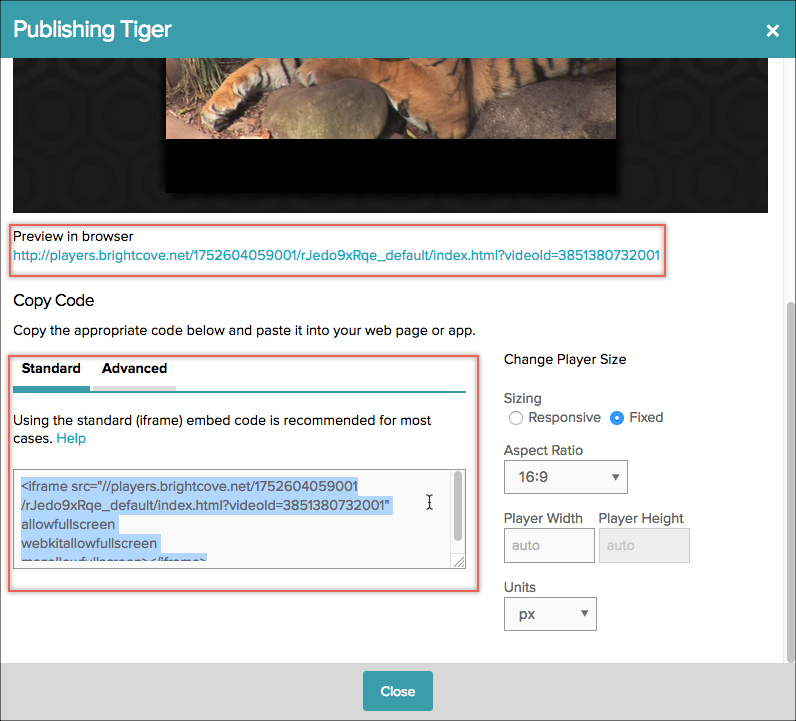 Publishing Tiger
×
Preview in browser
http://players.brightcove.net/1752604059001/rJedo9xRqe_default/index.html?videoId=3851380732001
Copy Code
Copy the appropriate code below and paste it into your web page or app.
Standard Advanced
Using the standard (iframe) embed code is recommended for most
cases. Help
<iframe src="//players.brightcove.net/1752604059001
/rJedo9xRqe_default/index.html?videoId=3851380732001"
allowfullscreen
webkitallowfullscreen
mozallowfullscreen></iframe>
Change Player Size
Sizing
Responsive Fixed
Aspect Ratio
16:9
Player Width Player Height
auto auto
Units
px
Close